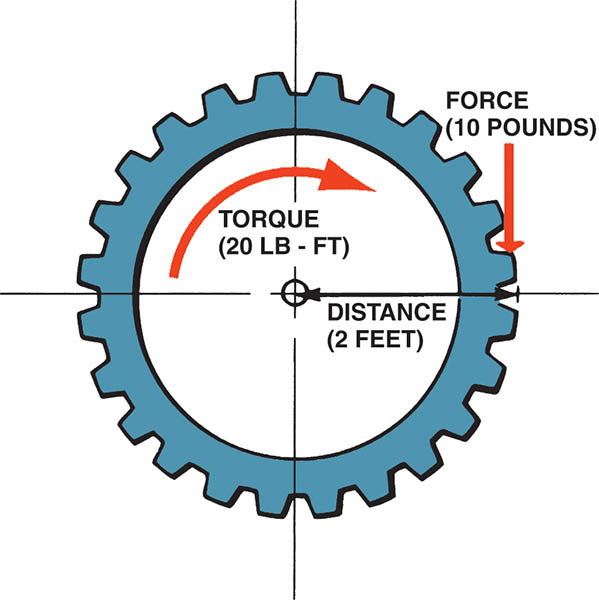 FORCE
(10 POUNDS)
TORQUE
(20 LB - FT)
DISTANCE
(2 FEET)